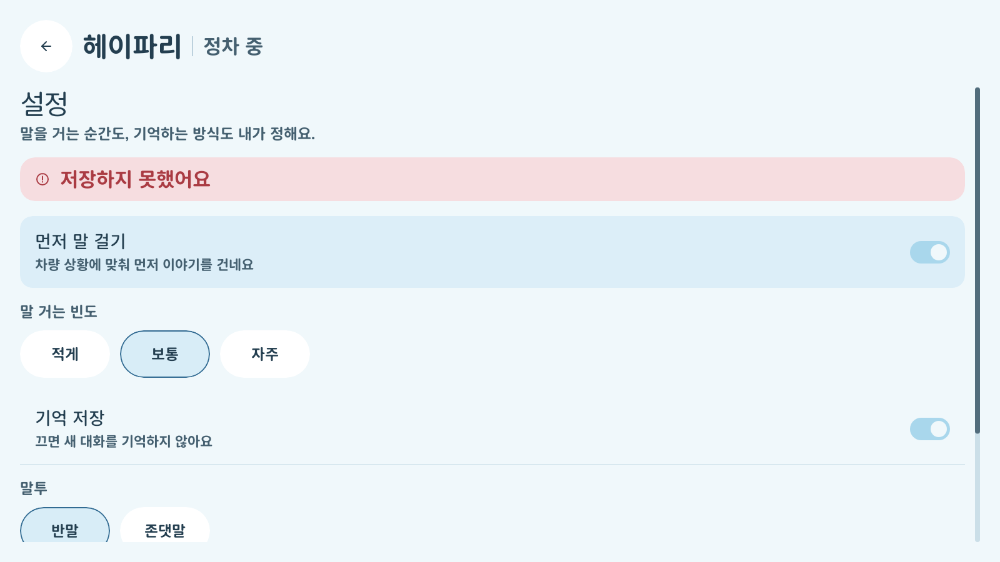 헤이파리 정차 중
설정
말을 거는 순간도, 기억하는 방식도 내가 정해요.
저장하지 못했어요
먼저 말 걸기
차량 상황에 맞춰 먼저 이야기를 건네요
말 거는 빈도
적게 보통 자주
기억 저장
끄면 새 대화를 기억하지 않아요
말투
반말 존댓말